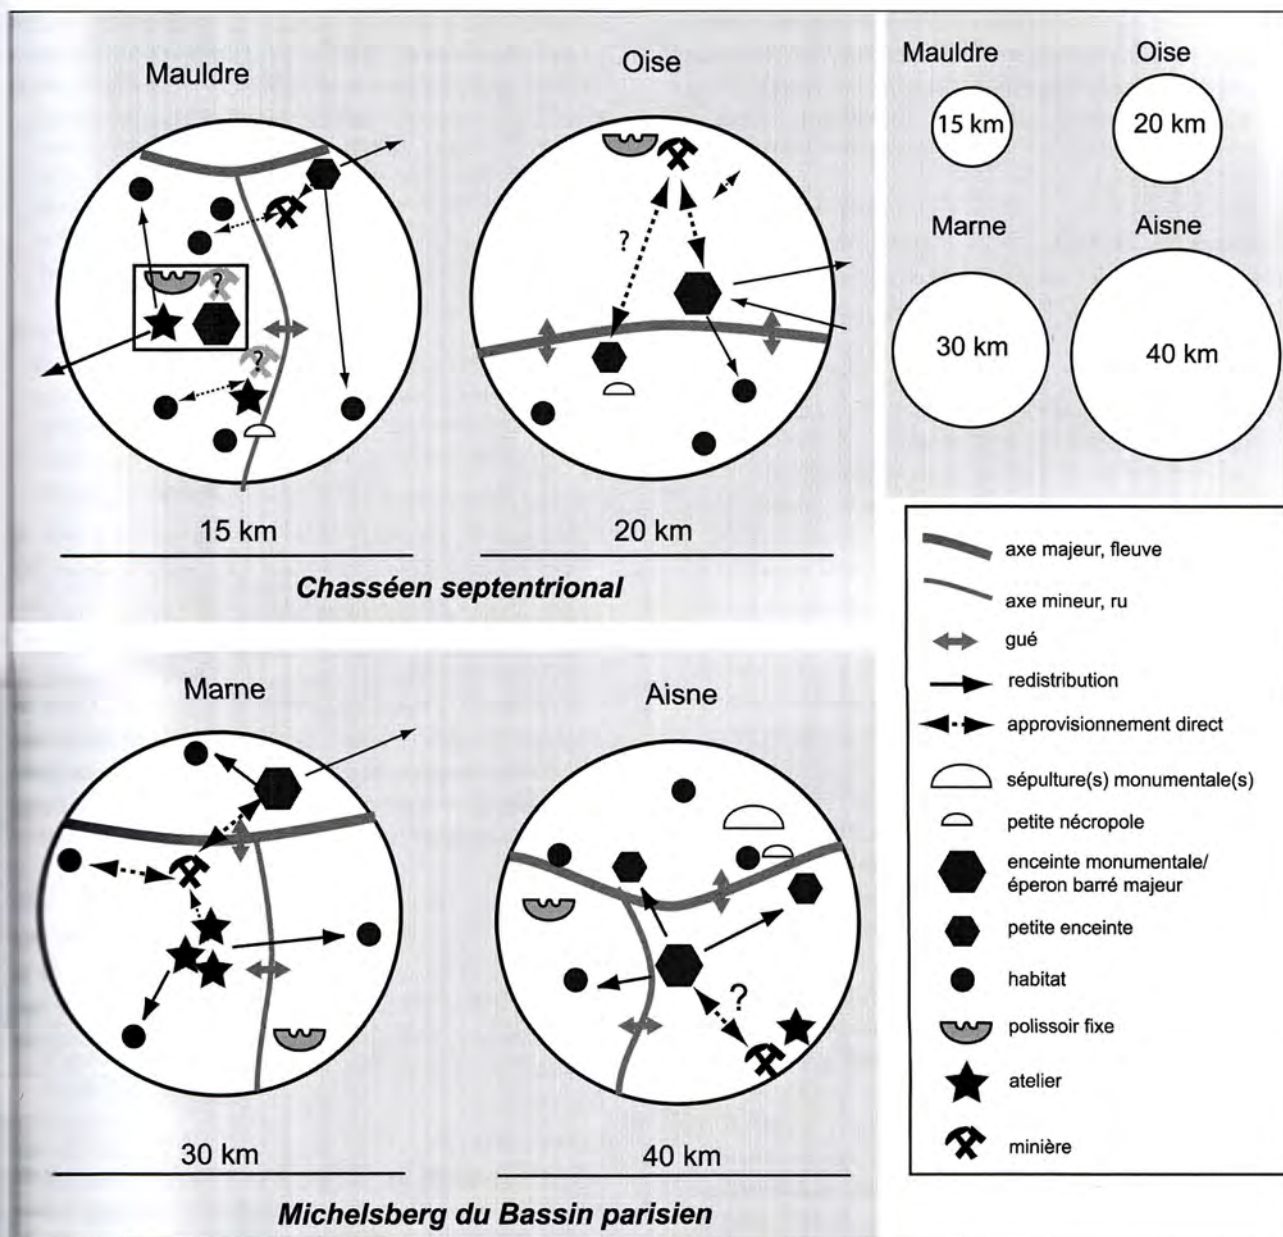 Mauldre
Oise
?
?
?
15 km
20 km
Chasséen septentrional
Mauldre
Oise
15 km
20 km
Marne
Aisne
30 km
40 km
Marne
Aisne
?
30 km
40 km
Michelsberg du Bassin parisien
axe majeur, fleuve
axe mineur, ru
gué
redistribution
approvisionnement direct
sépulture(s) monumentale(s)
petite nécropole
enceinte monumentale/
éperon barré majeur
petite enceinte
habitat
polissoir fixe
atelier
minière